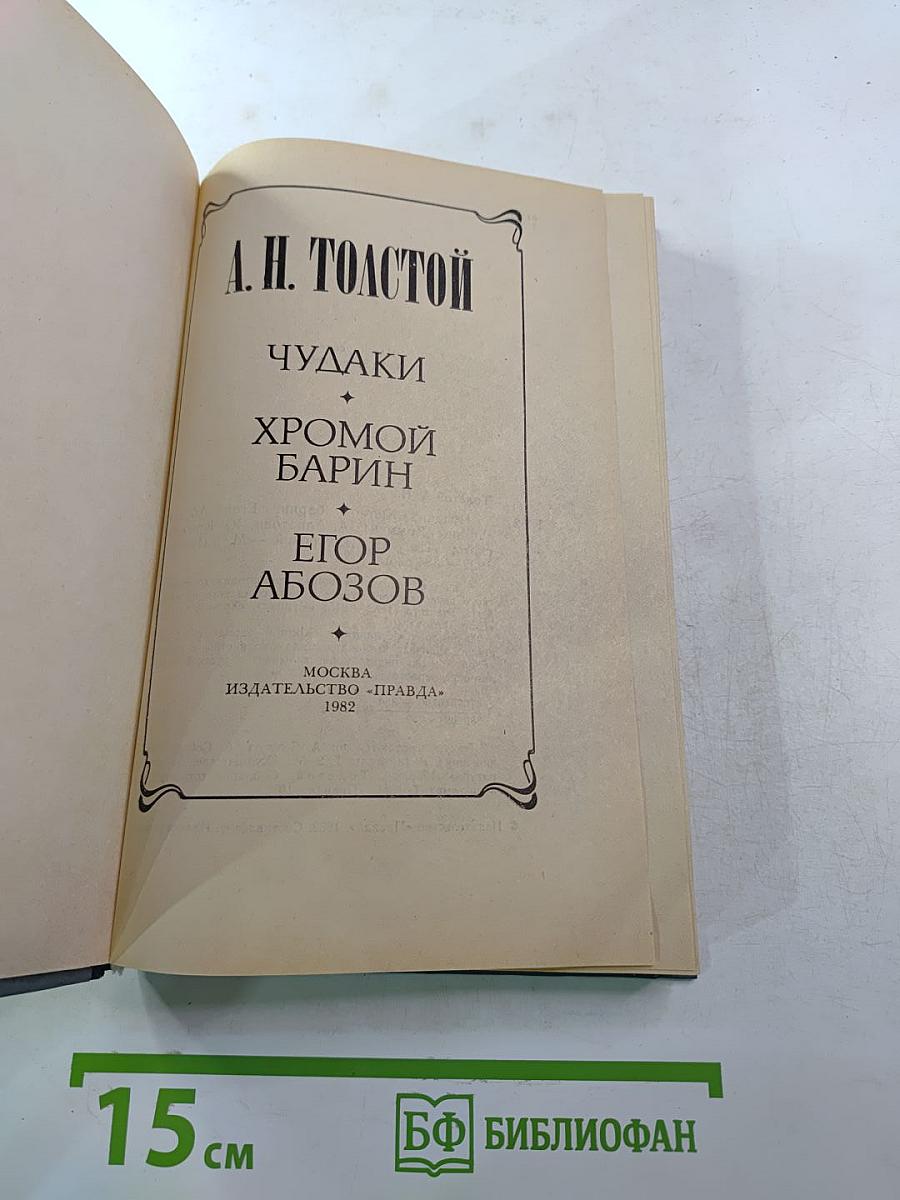 А. Н. ТОЛСТОЙ
ЧУДАКИ
ХРОМОЙ
БАРИН
ЕГОР
АБОЗОВ
МОСКВА
ИЗДАТЕЛЬСТВО «ПРАВДА»
1982
15 см
БФ БИБЛИОФАН